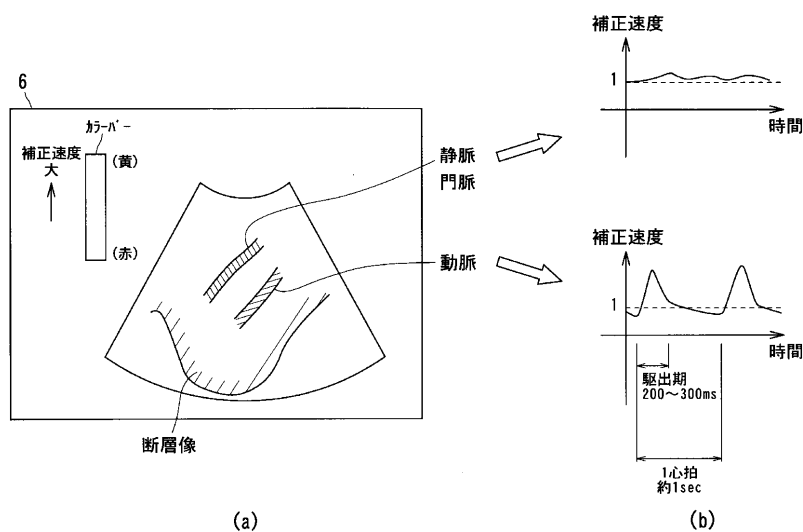 6
カラーバー
補正速度
大
(黄)
(赤)
静脈
門脈
動脈
断層像
(a)
補正速度
1
時間
補正速度
1
時間
駆出期
200〜300ms
1心拍
約1sec
(b)